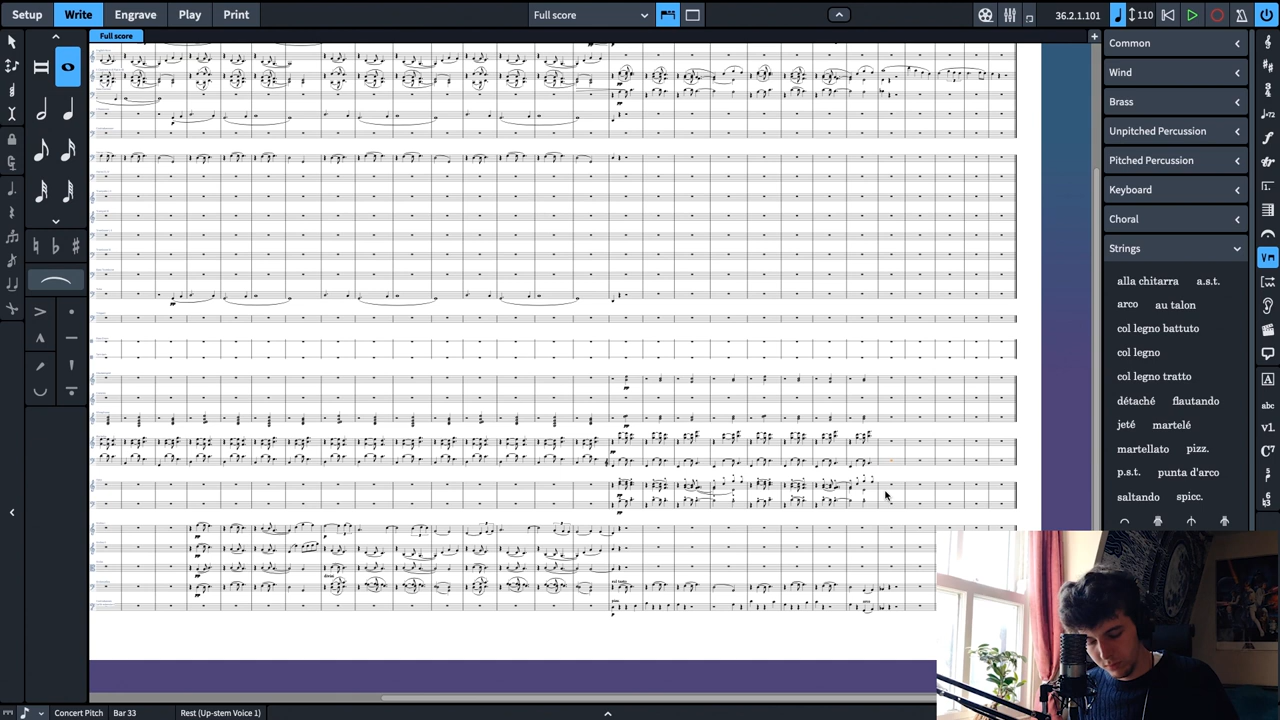 Setup Write Engrave Play Print Full score 36.2.1.101 110
Full score
Common
Wind
Brass
Unpitched Percussion
Pitched Percussion
Keyboard
Choral
Strings
alla chitarra a.s.t.
arco au talon
col legno battuto
col legno
col legno tratto
détaché flautando
jeté martelé
martellato pizz.
p.s.t. punta d'arco
saltando spicc.
Concert Pitch Bar 33 Rest (Up-stem Voice 1)